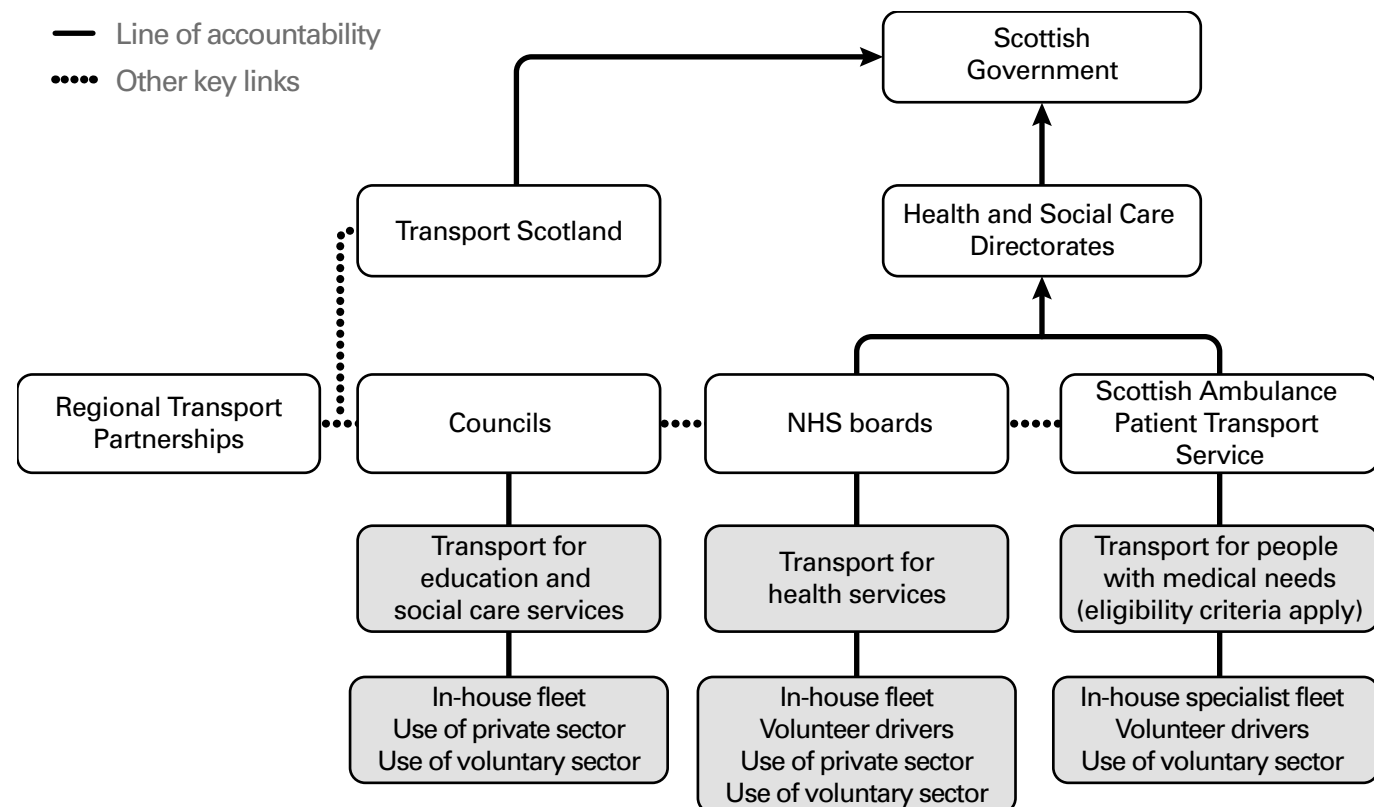 Line of accountability
Other key links
Scottish
Government
Transport Scotland
Health and Social Care
Directorates
Regional Transport
Partnerships
Councils
NHS boards
Scottish Ambulance
Patient Transport
Service
Transport for
education and
social care services
Transport for
health services
Transport for people
with medical needs
(eligibility criteria apply)
In-house fleet
Use of private sector
Use of voluntary sector
In-house fleet
Volunteer drivers
Use of private sector
Use of voluntary sector
In-house specialist fleet
Volunteer drivers
Use of voluntary sector